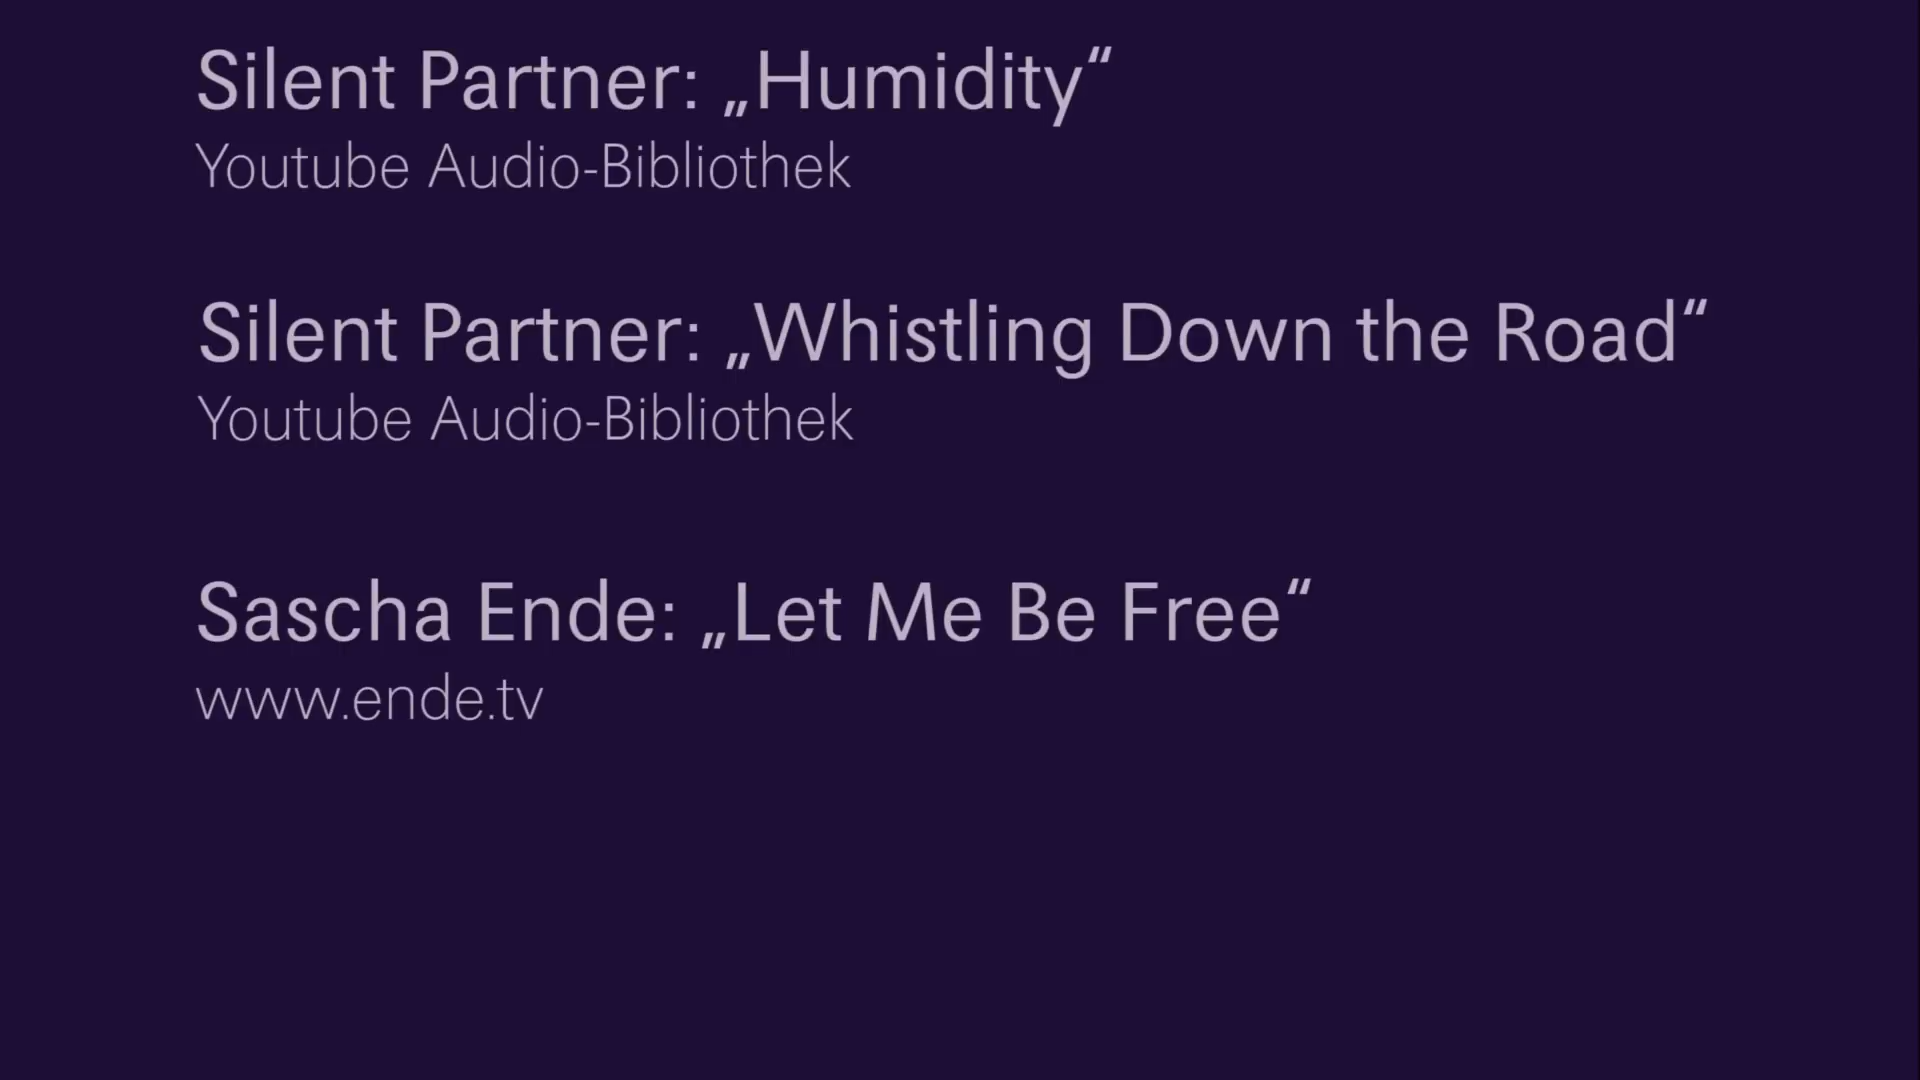 Silent Partner: „Humidity“
Youtube Audio-Bibliothek
Silent Partner: „Whistling Down the Road“
Youtube Audio-Bibliothek
Sascha Ende: „Let Me Be Free“
www.ende.tv